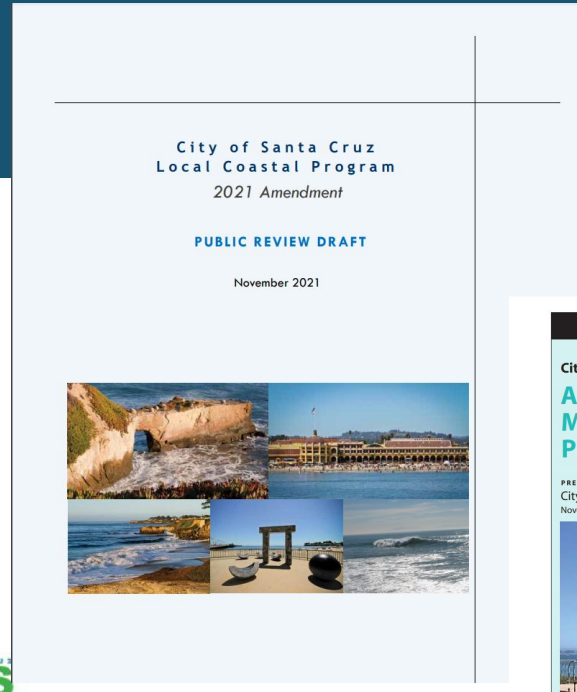 City of Santa Cruz
Local Coastal Program
2021 Amendment
PUBLIC REVIEW DRAFT
November 2021